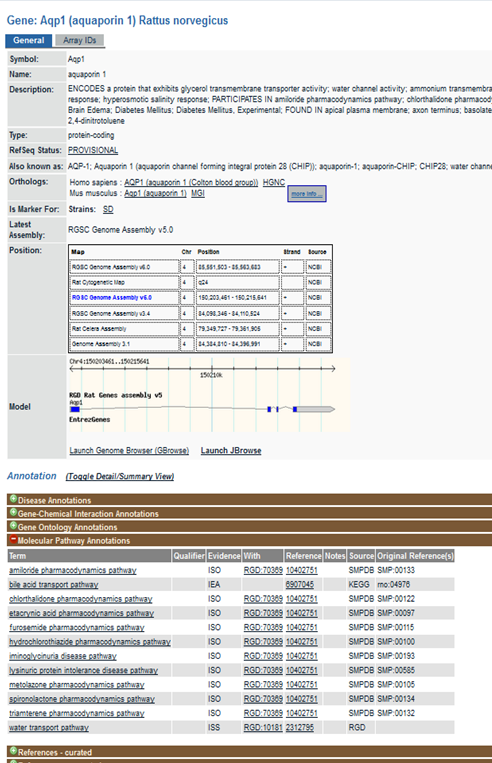 Gene: Aqp1 (aquaporin 1) Rattus norvegicus
General Array IDs
Symbol: Aqp1
Name: aquaporin 1
Description: ENCODES a protein that exhibits glycerol transmembrane transporter activity; water channel activity; ammonium transmembra
response; hyperosmotic salinity response; PARTICIPATES IN amiloride pharmacodynamics pathway; chlorthalidone pharmacod
Brain Edema; Diabetes Mellitus; Diabetes Mellitus, Experimental; FOUND IN apical plasma membrane; axon terminus; basolate
2,4-dinitrotoluene
Type: protein-coding
RefSeq Status: PROVISIONAL
Also known as: AQP-1; Aquaporin 1 (aquaporin channel forming integral protein 28 (CHIP)); aquaporin-1; aquaporin-CHIP; CHIP28; water chann
Orthologs: Homo sapiens : AQP1 (aquaporin 1 (Colton blood group)) HGNC
Mus musculus : Aqp1 (aquaporin 1) MGI more info ...
Is Marker For: Strains: SD
Latest Assembly: RGSC Genome Assembly v5.0
Position:
Map Chr Position Strand Source
RGSC Genome Assembly v6.0 4 85,551,503 - 85,563,683 + NCBI
Rat Cytogenetic Map 4 q24 NCBI
RGSC Genome Assembly v5.0 4 150,203,461 - 150,215,641 + NCBI
RGSC Genome Assembly v3.4 4 84,098,346 - 84,110,524 + NCBI
Rat Celera Assembly 4 79,349,727 - 79,361,905 + NCBI
Genome Assembly 3.1 4 84,384,810 - 84,396,991 + NCBI
Model
Chr4:150203461..150215641
150210k
RGD Rat Genes assembly v5
Aqp1
EntrezGenes
Launch Genome Browser (GBrowse) Launch JBrowse
Annotation (Toggle Detail/Summary View)
Disease Annotations
Gene-Chemical Interaction Annotations
Gene Ontology Annotations
Molecular Pathway Annotations
Term Qualifier Evidence With Reference Notes Source Original Reference(s)
amiloride pharmacodynamics pathway ISO RGD:70369 10402751 SMPDB SMP:00133
bile acid transport pathway IEA 6907045 KEGG rno:04976
chlorthalidone pharmacodynamics pathway ISO RGD:70369 10402751 SMPDB SMP:00122
etacrynic acid pharmacodynamics pathway ISO RGD:70369 10402751 SMPDB SMP:00097
furosemide pharmacodynamics pathway ISO RGD:70369 10402751 SMPDB SMP:00115
hydrochlorothiazide pharmacodynamics pathway ISO RGD:70369 10402751 SMPDB SMP:00100
iminoglycinuria disease pathway ISO RGD:70369 10402751 SMPDB SMP:00193
lysinuric protein intolerance disease pathway ISO RGD:70369 10402751 SMPDB SMP:00585
metolazone pharmacodynamics pathway ISO RGD:70369 10402751 SMPDB SMP:00105
spironolactone pharmacodynamics pathway ISO RGD:70369 10402751 SMPDB SMP:00134
triamterene pharmacodynamics pathway ISO RGD:70369 10402751 SMPDB SMP:00132
water transport pathway ISS RGD:10181 2312795 RGD
References - curated